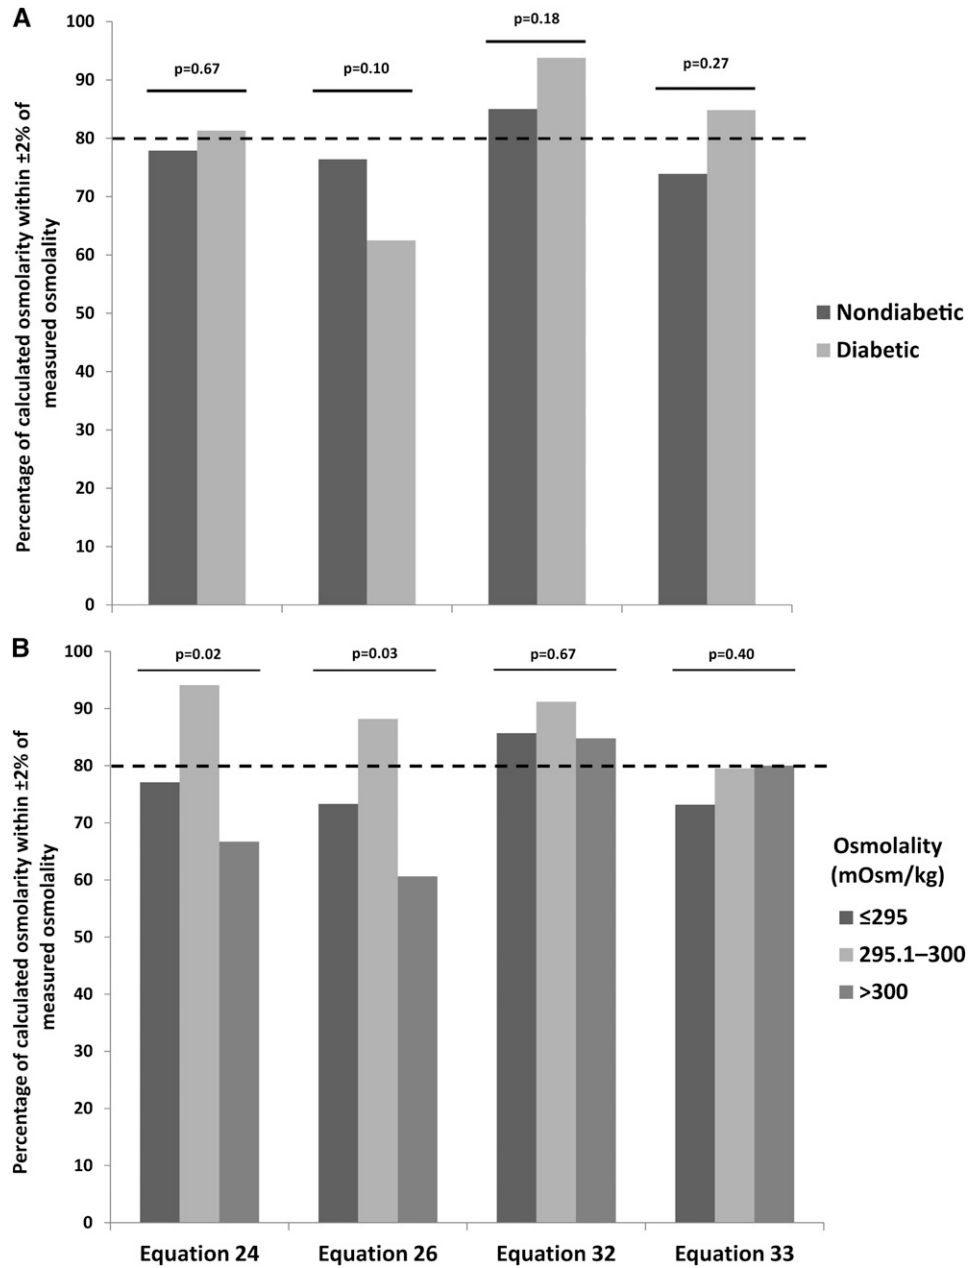 A
Percentage of calculated osmolarity within ±2% of
measured osmolality
100
90
80
70
60
50
40
30
20
10
0
p=0.67
p=0.10
p=0.18
p=0.27
Nondiabetic
Diabetic
B
Percentage of calculated osmolarity within ±2% of
measured osmolality
100
90
80
70
60
50
40
30
20
10
0
p=0.02
p=0.03
p=0.67
p=0.40
Osmolality
(mOsm/kg)
≤295
295.1–300
>300
Equation 24
Equation 26
Equation 32
Equation 33